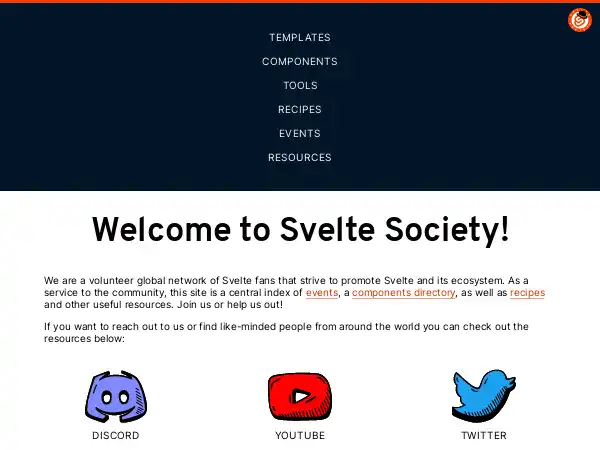 TEMPLATES
COMPONENTS
TOOLS
RECIPES
EVENTS
RESOURCES
Welcome to Svelte Society!
We are a volunteer global network of Svelte fans that strive to promote Svelte and its ecosystem. As a
service to the community, this site is a central index of events, a components directory, as well as recipes
and other useful resources. Join us or help us out!
If you want to reach out to us or find like-minded people from around the world you can check out the
resources below:
DISCORD
YOUTUBE
TWITTER